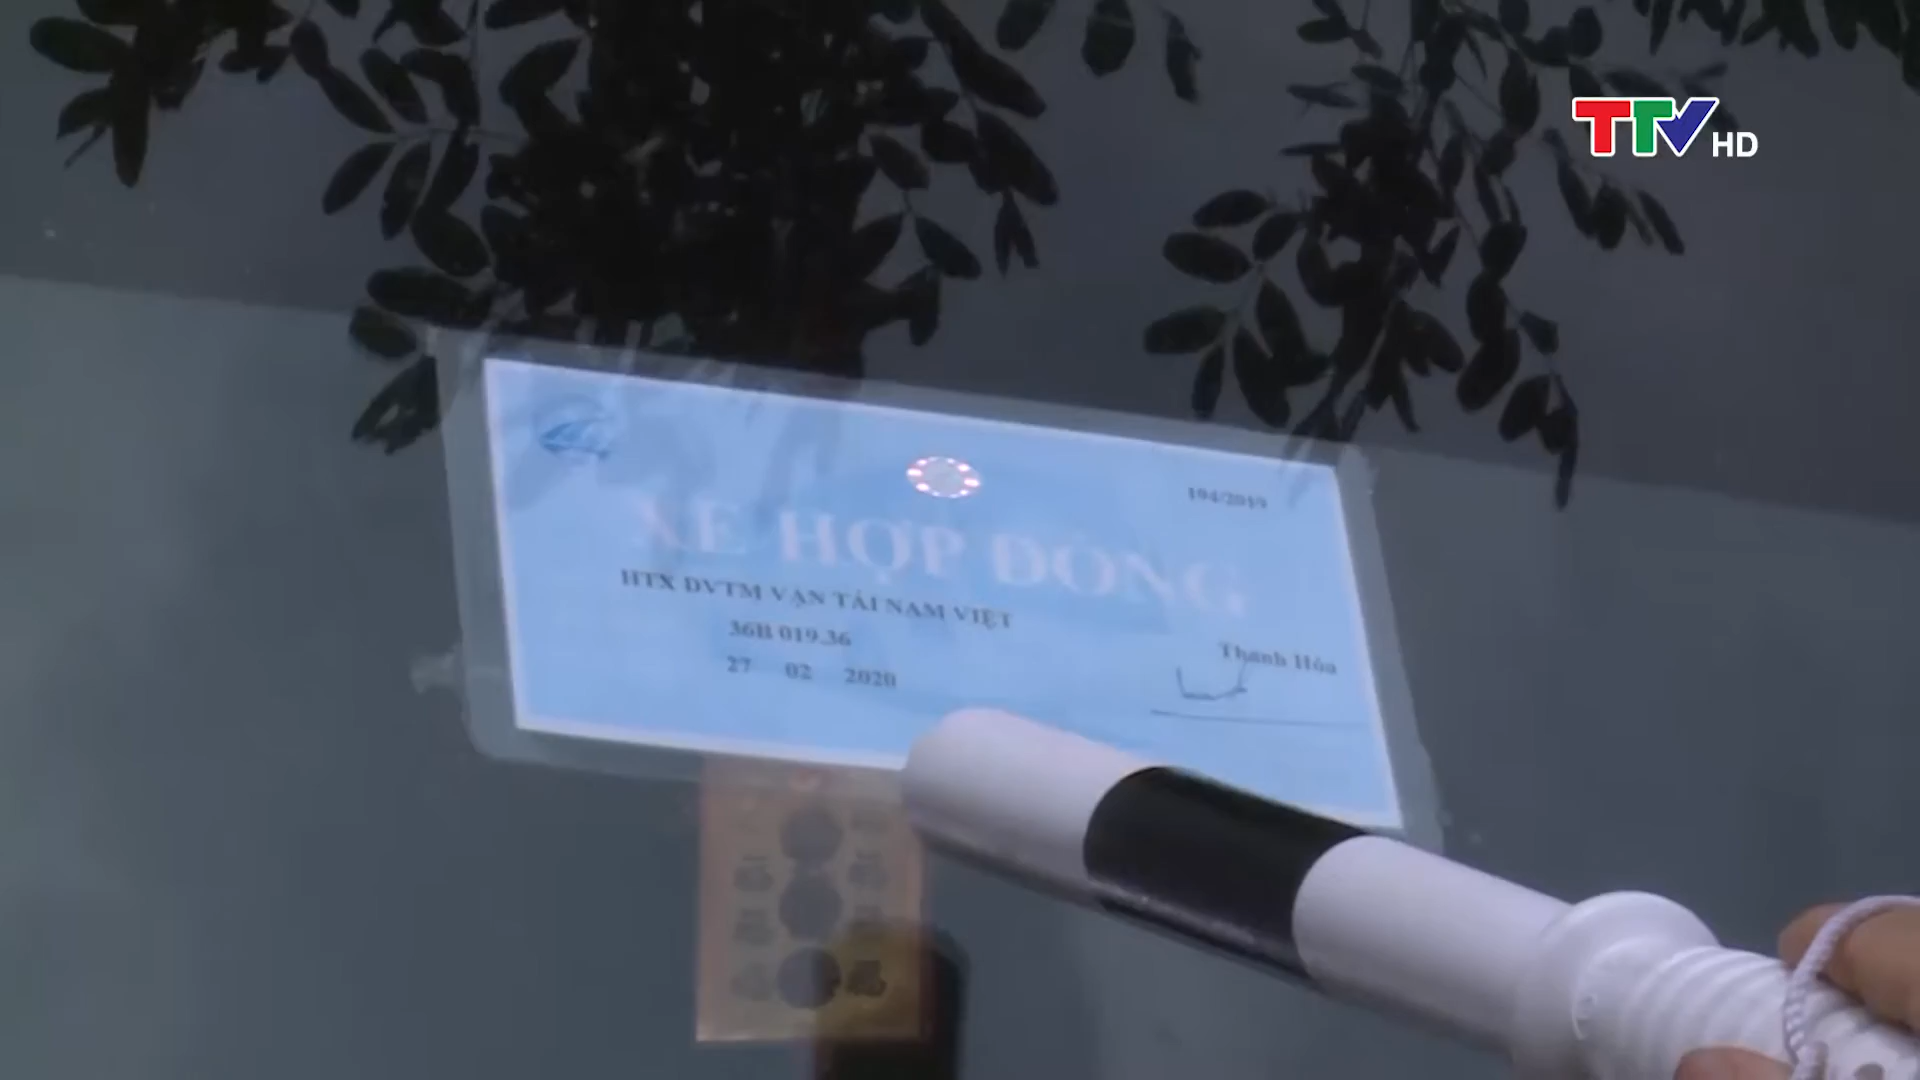 TTV HD
194/2019
XE HỢP ĐỒNG
HTX DVTM VẬN TẢI NAM VIỆT
36B 019.36
27 02 2020
Thanh Hóa